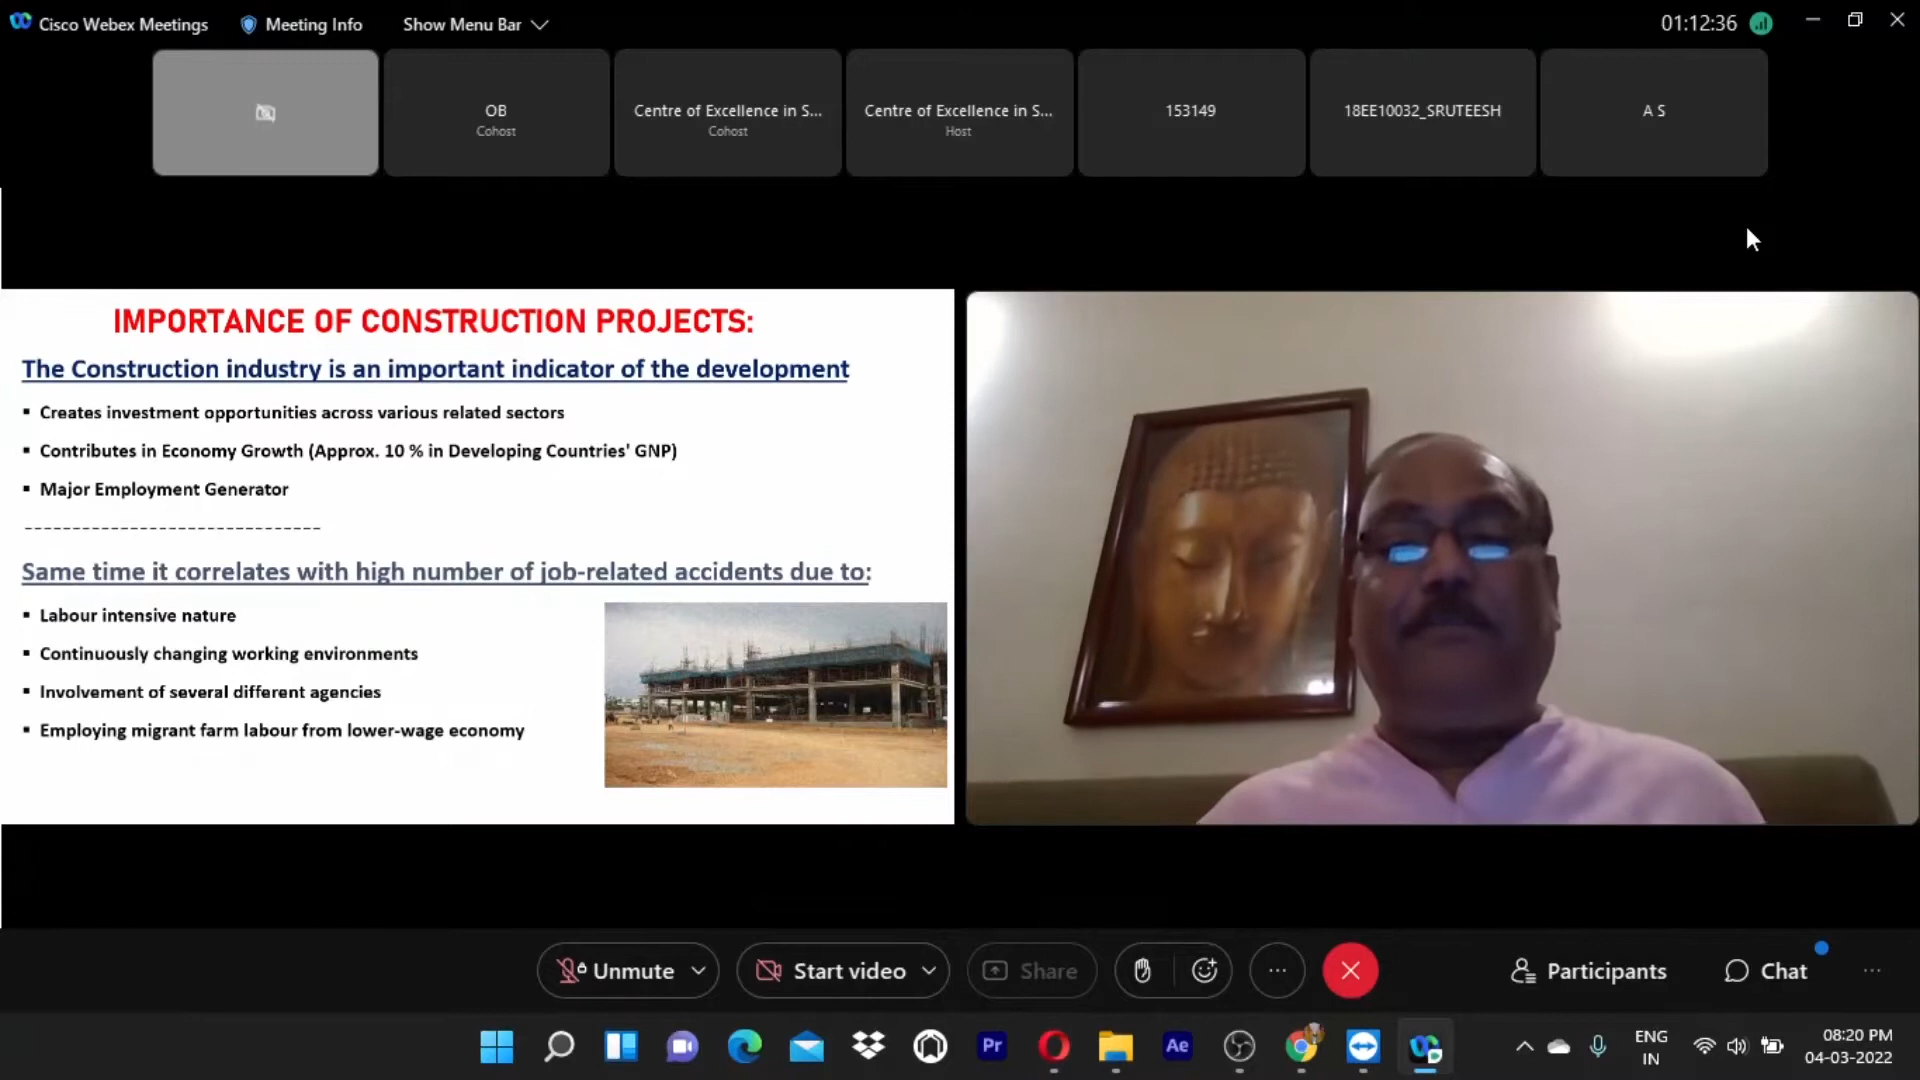 Cisco Webex Meetings
Meeting Info
Show Menu Bar
01:12:36
OB
Cohost
Centre of Excellence in S...
Cohost
Centre of Excellence in S...
Host
153149
18EE10032_SRUTEESH
A S
IMPORTANCE OF CONSTRUCTION PROJECTS:
The Construction industry is an important indicator of the development
▪ Creates investment opportunities across various related sectors
▪ Contributes in Economy Growth (Approx. 10 % in Developing Countries' GNP)
▪ Major Employment Generator
-------------------------------
Same time it correlates with high number of job-related accidents due to:
▪ Labour intensive nature
▪ Continuously changing working environments
▪ Involvement of several different agencies
▪ Employing migrant farm labour from lower-wage economy
Unmute
Start video
Share
Participants
Chat
Pr
Ae
ENG
IN
08:20 PM
04-03-2022